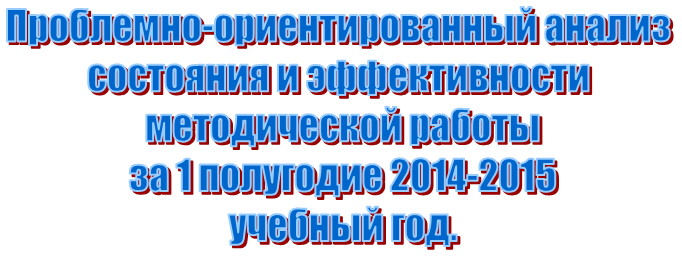 Проблемно-ориентированный анализ
состояния и эффективности
методической работы
за 1 полугодие 2014-2015
учебный год.